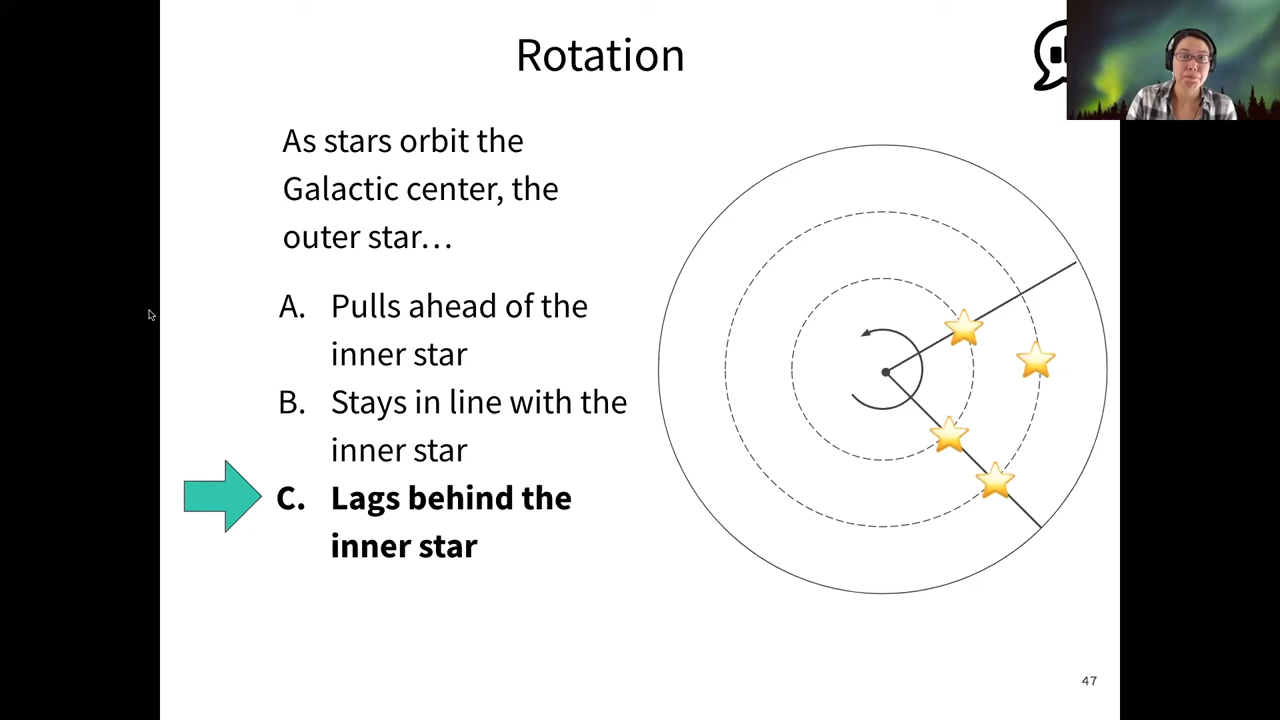 Rotation
As stars orbit the
Galactic center, the
outer star…
A. Pulls ahead of the
inner star
B. Stays in line with the
inner star
C. Lags behind the
inner star
47